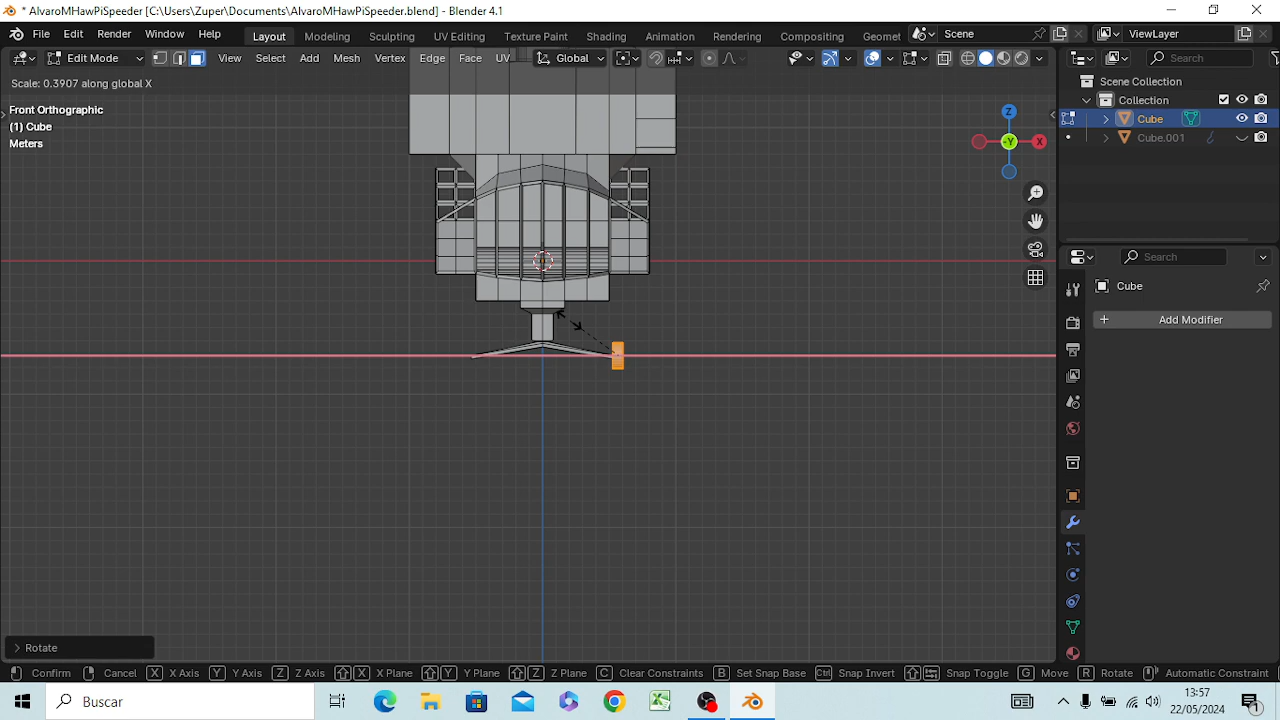 * AlvaroMHawPiSpeeder [C:\Users\Zuper\Documents\AlvaroMHawPiSpeeder.blend] - Blender 4.1
File Edit Render Window Help Layout Modeling Sculpting UV Editing Texture Paint Shading Animation Rendering Compositing Geomet Scene ViewLayer
Edit Mode View Select Add Mesh Vertex Edge Face UV Global Search
Scale: 0.3907 along global X
Scene Collection
Front Orthographic
Collection
(1) Cube
Cube
Meters
Cube.001
Z
-Y
X
Search
Cube
+ Add Modifier
> Rotate
Confirm Cancel X X Axis Y Y Axis Z Z Axis X X Plane Y Y Plane Z Z Plane C Clear Constraints B Set Snap Base Ctrl Snap Invert Snap Toggle G Move R Rotate Automatic Constraint
Buscar
13:57
22/05/2024
1